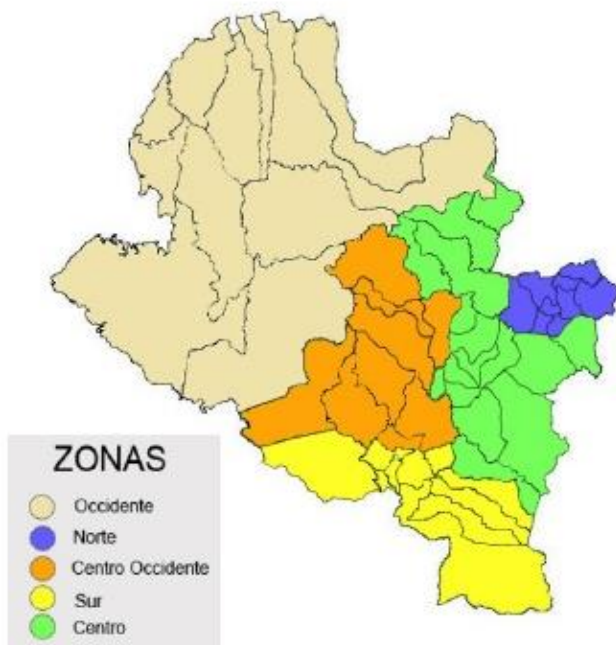 ZONAS
Occidente
Norte
Centro Occidente
Sur
Centro